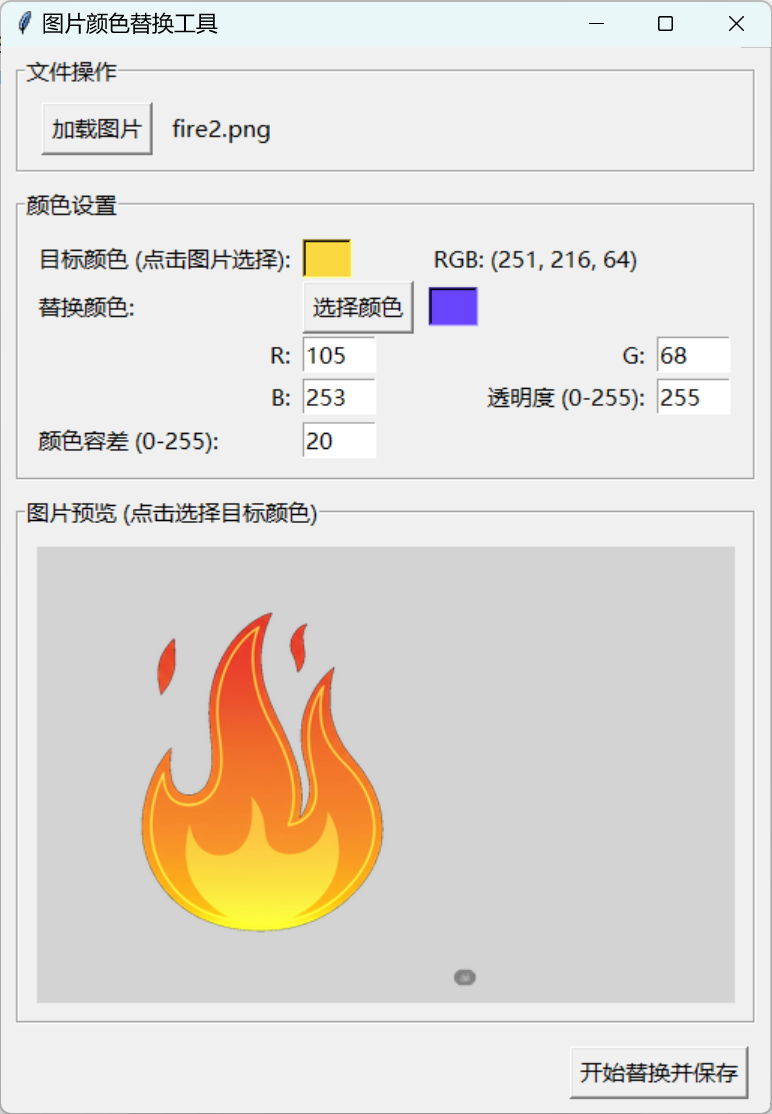 图片颜色替换工具
文件操作
加载图片 fire2.png
颜色设置
目标颜色 (点击图片选择): RGB: (251, 216, 64)
替换颜色: 选择颜色
R: 105 G: 68
B: 253 透明度 (0-255): 255
颜色容差 (0-255): 20
图片预览 (点击选择目标颜色)
开始替换并保存